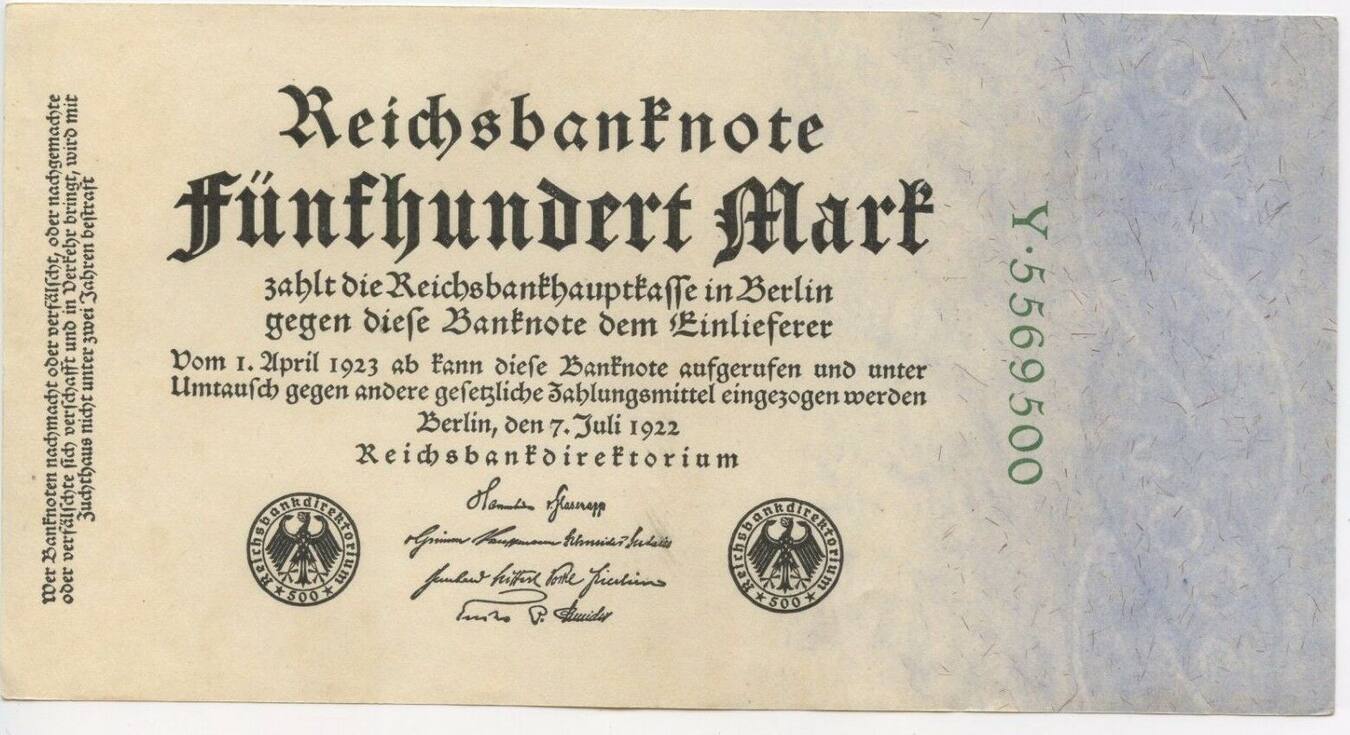 Reichsbanknote
Fünfhundert Mark
zahlt die Reichsbankhauptkasse in Berlin
gegen diese Banknote dem Einlieferer
Vom 1. April 1923 ab kann diese Banknote aufgerufen und unter
Umtausch gegen andere gesetzliche Zahlungsmittel eingezogen werden
Berlin, den 7. Juli 1922
Reichsbankdirektorium
Reichsbankdirektorium
* 500 *
Reichsbankdirektorium
* 500 *
Wer Banknoten nachmacht oder verfälscht, oder nachgemachte
oder verfälschte sich verschafft und in Verkehr bringt, wird mit
Zuchthaus nicht unter zwei Jahren bestraft
Y·5569500